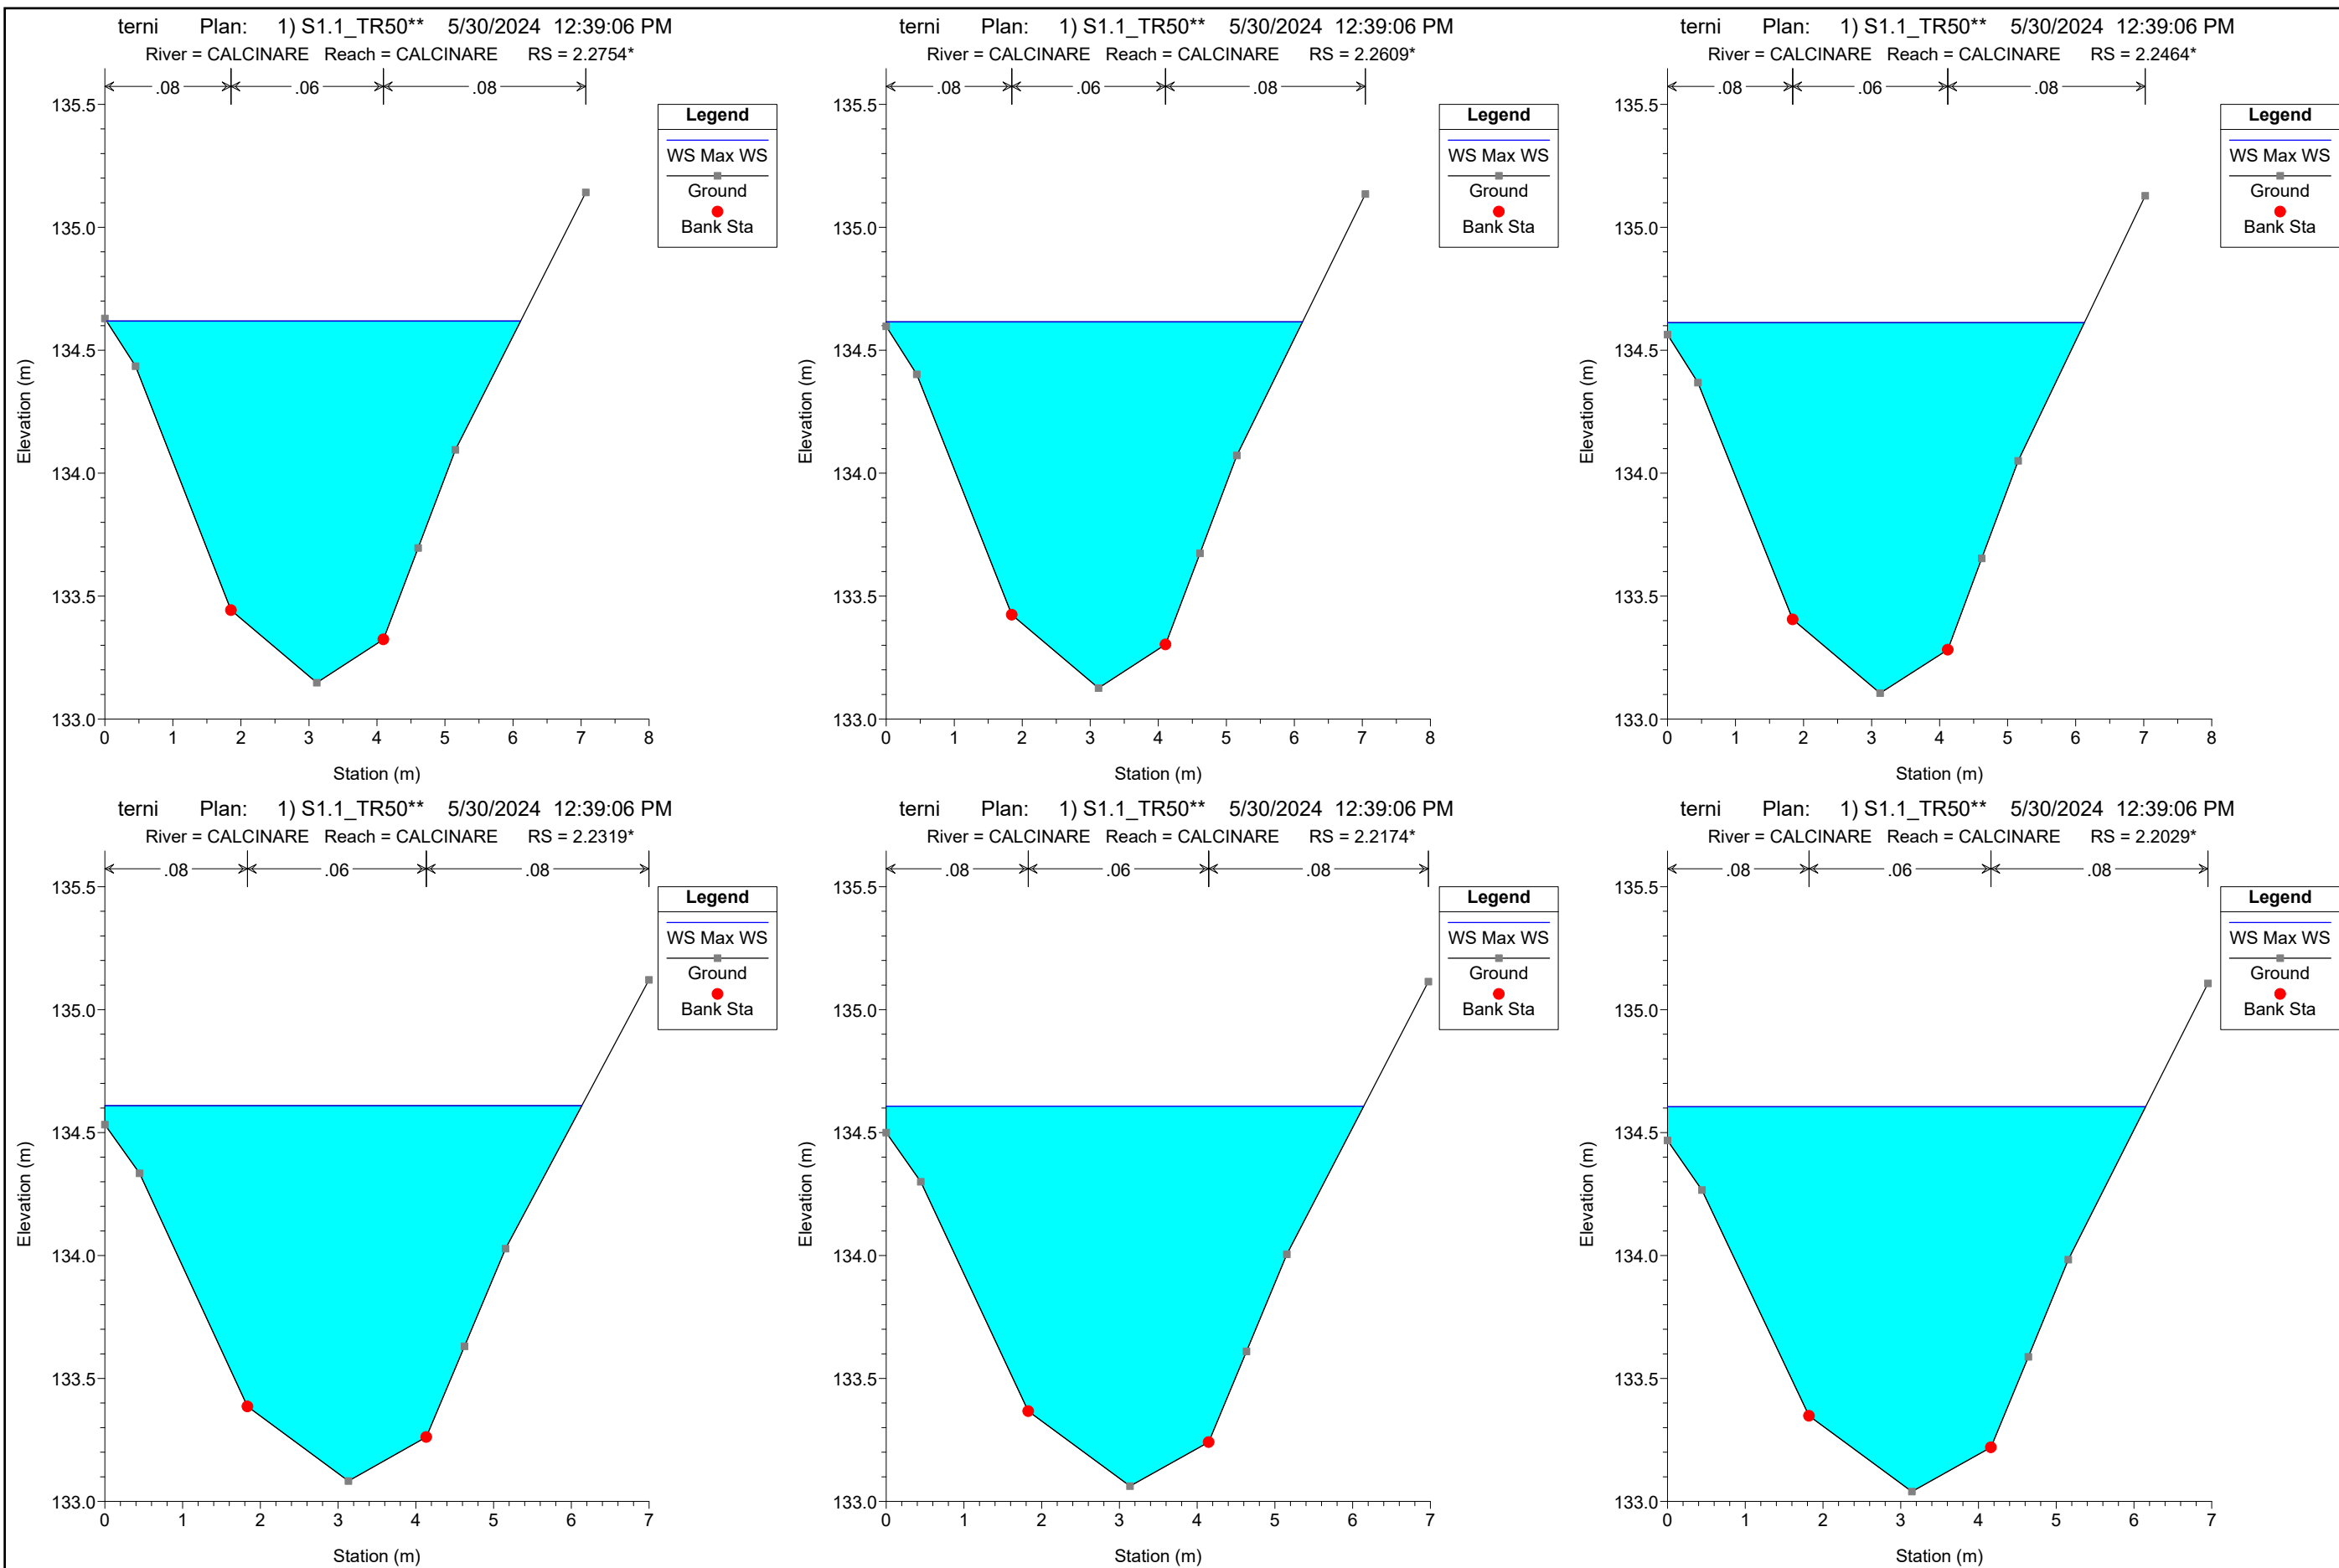 terni Plan: 1) S1.1_TR50** 5/30/2024 12:39:06 PM
River = CALCINARE Reach = CALCINARE RS = 2.2754*
.08 .06 .08
135.5
135.0
134.5
134.0
133.5
133.0
Elevation (m)
0 1 2 3 4 5 6 7 8
Station (m)
Legend
WS Max WS
Ground
Bank Sta
terni Plan: 1) S1.1_TR50** 5/30/2024 12:39:06 PM
River = CALCINARE Reach = CALCINARE RS = 2.2609*
.08 .06 .08
135.5
135.0
134.5
134.0
133.5
133.0
Elevation (m)
0 1 2 3 4 5 6 7 8
Station (m)
Legend
WS Max WS
Ground
Bank Sta
terni Plan: 1) S1.1_TR50** 5/30/2024 12:39:06 PM
River = CALCINARE Reach = CALCINARE RS = 2.2464*
.08 .06 .08
135.5
135.0
134.5
134.0
133.5
133.0
Elevation (m)
0 1 2 3 4 5 6 7 8
Station (m)
Legend
WS Max WS
Ground
Bank Sta
terni Plan: 1) S1.1_TR50** 5/30/2024 12:39:06 PM
River = CALCINARE Reach = CALCINARE RS = 2.2319*
.08 .06 .08
135.5
135.0
134.5
134.0
133.5
133.0
Elevation (m)
0 1 2 3 4 5 6 7
Station (m)
Legend
WS Max WS
Ground
Bank Sta
terni Plan: 1) S1.1_TR50** 5/30/2024 12:39:06 PM
River = CALCINARE Reach = CALCINARE RS = 2.2174*
.08 .06 .08
135.5
135.0
134.5
134.0
133.5
133.0
Elevation (m)
0 1 2 3 4 5 6 7
Station (m)
Legend
WS Max WS
Ground
Bank Sta
terni Plan: 1) S1.1_TR50** 5/30/2024 12:39:06 PM
River = CALCINARE Reach = CALCINARE RS = 2.2029*
.08 .06 .08
135.5
135.0
134.5
134.0
133.5
133.0
Elevation (m)
0 1 2 3 4 5 6 7
Station (m)
Legend
WS Max WS
Ground
Bank Sta